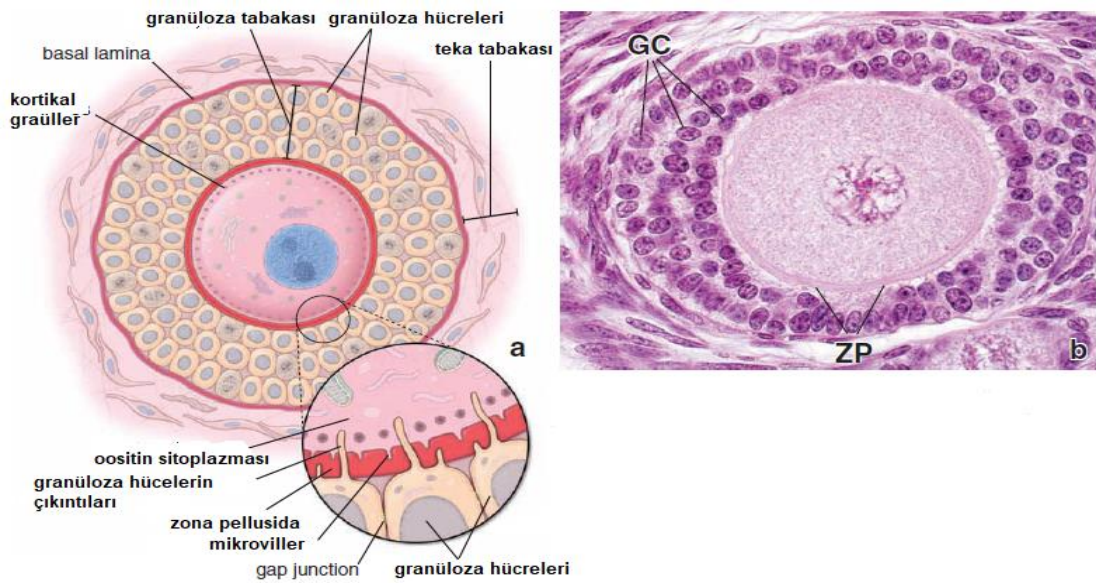 granüloza tabakası
granüloza hücreleri
basal lamina
teka tabakası
kortikal
graüller
GC
a
ZP
b
oositin sitoplazması
granüloza hücelerin
çıkıntıları
zona pellusida
mikroviller
gap junction
granüloza hücreleri